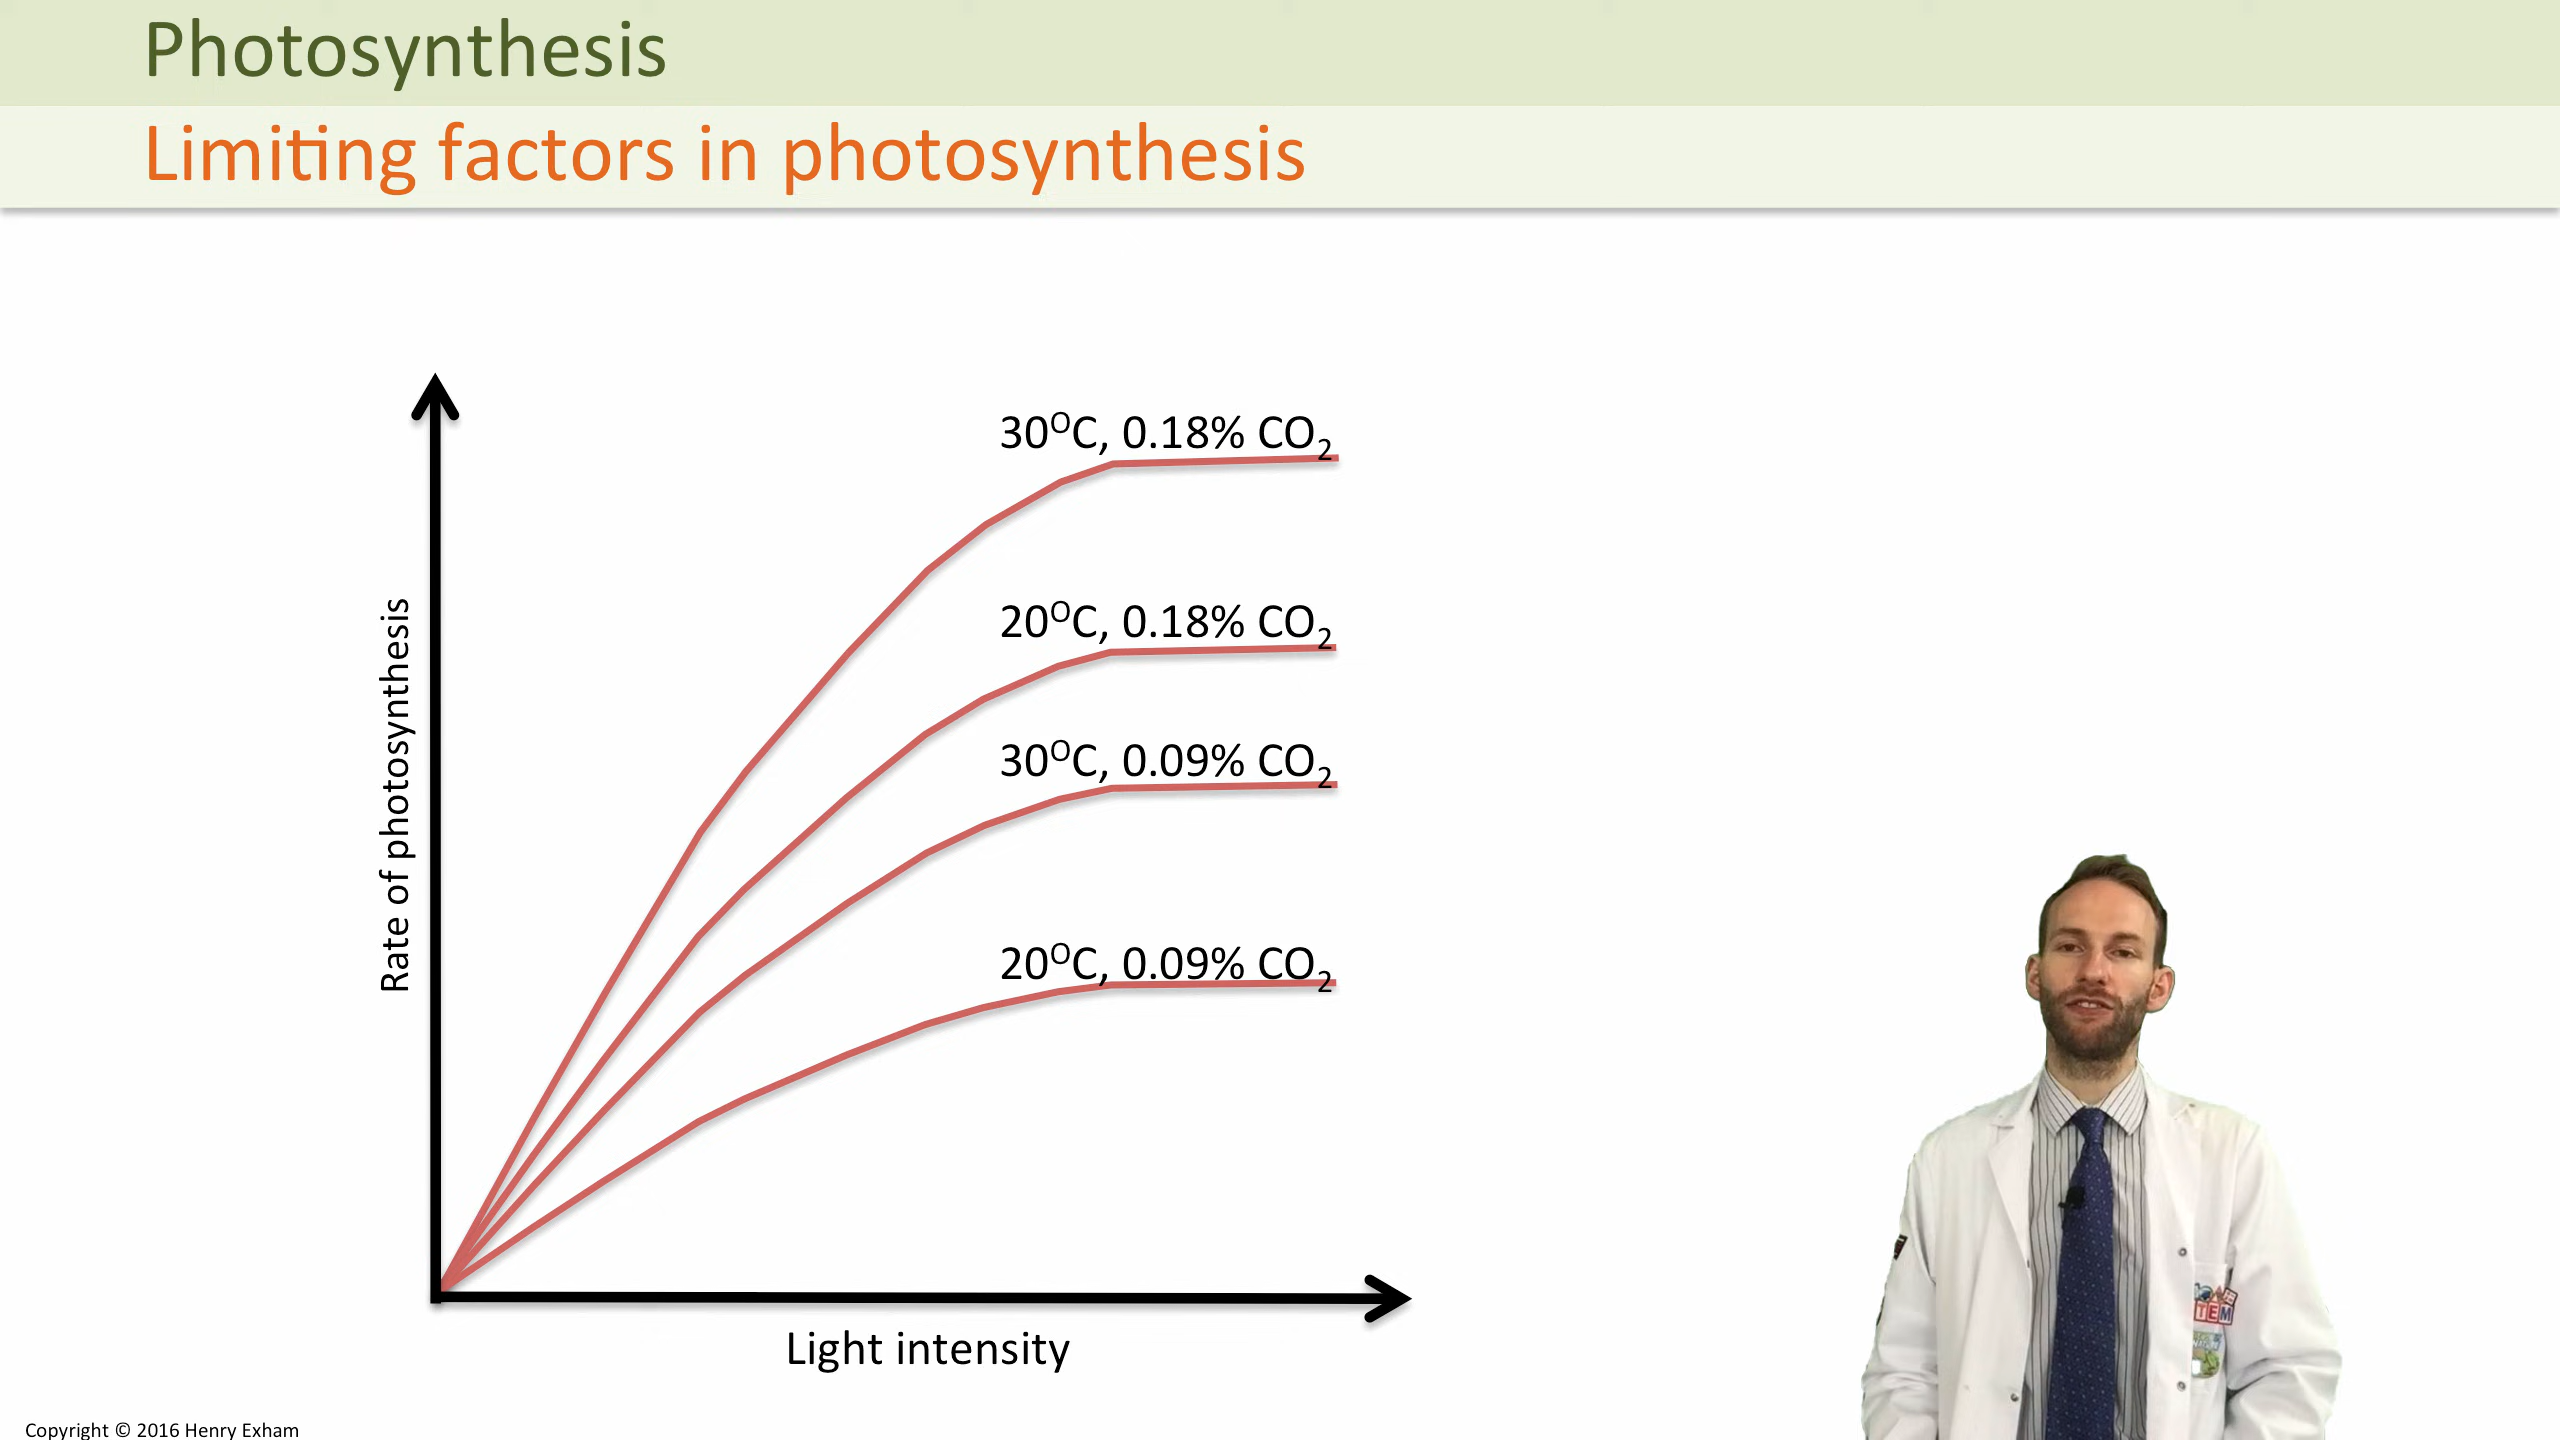 Photosynthesis
Limiting factors in photosynthesis
30ᴼC, 0.18% CO₂
20ᴼC, 0.18% CO₂
30ᴼC, 0.09% CO₂
20ᴼC, 0.09% CO₂
Rate of photosynthesis
Light intensity
TEM
Copyright © 2016 Henry Exham